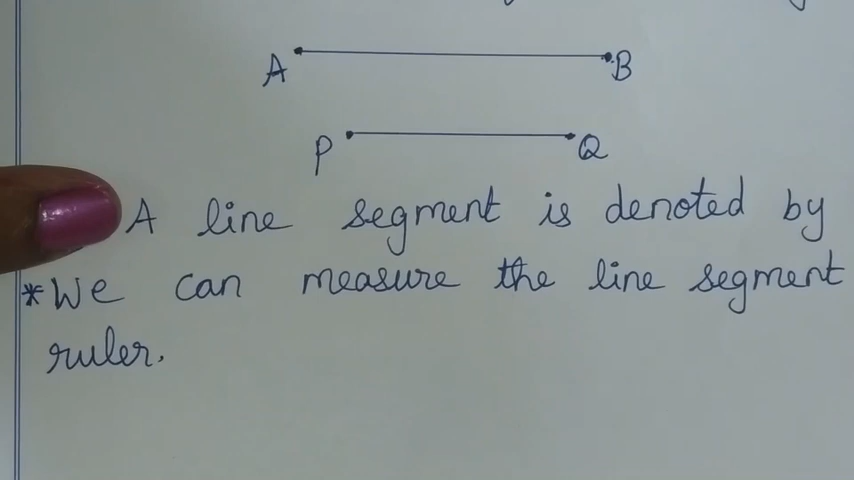 A B
P Q
A line segment is denoted by
*We can measure the line segment
ruler.